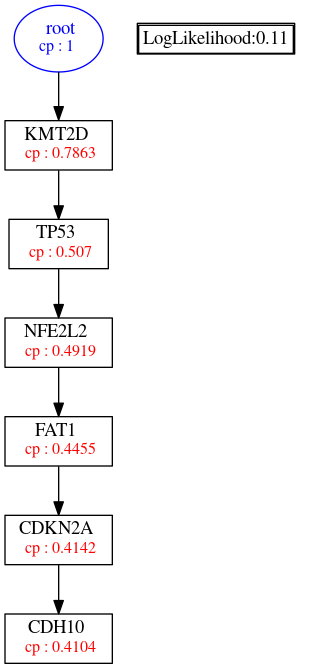 root
cp : 1
LogLikelihood:0.11
KMT2D
cp : 0.7863
TP53
cp : 0.507
NFE2L2
cp : 0.4919
FAT1
cp : 0.4455
CDKN2A
cp : 0.4142
CDH10
cp : 0.4104